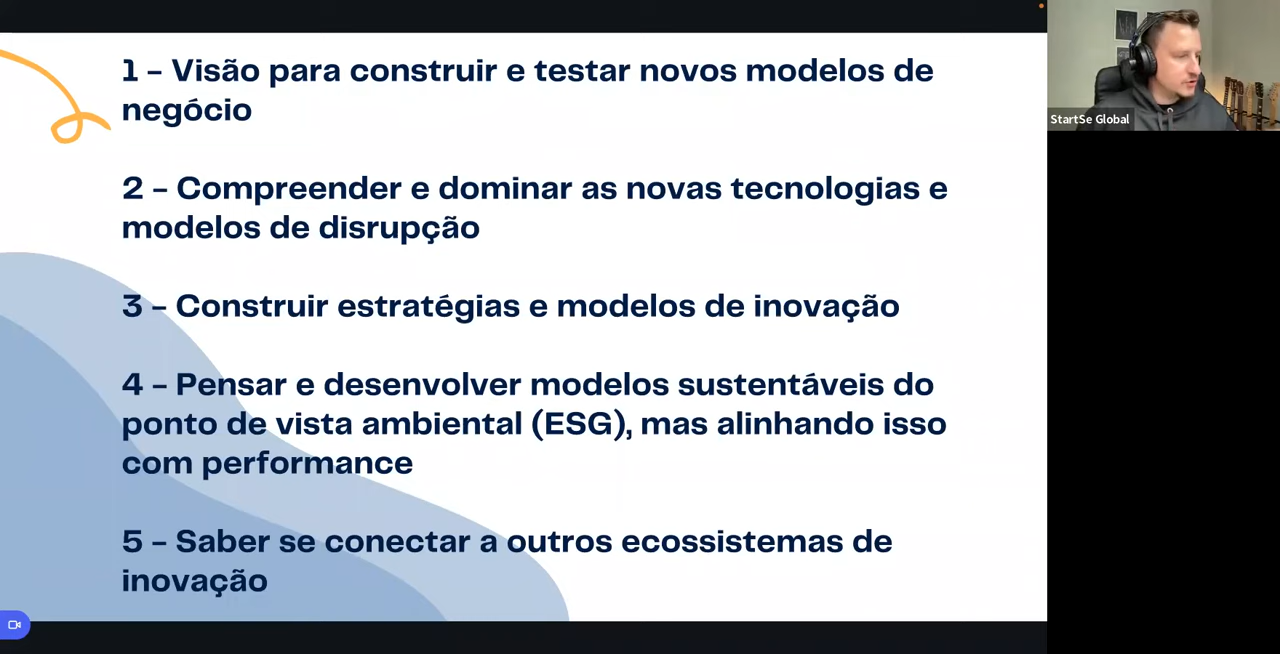 1 – Visão para construir e testar novos modelos de
negócio
2 – Compreender e dominar as novas tecnologias e
modelos de disrupção
3 – Construir estratégias e modelos de inovação
4 – Pensar e desenvolver modelos sustentáveis do
ponto de vista ambiental (ESG), mas alinhando isso
com performance
5 – Saber se conectar a outros ecossistemas de
inovação
StartSe Global